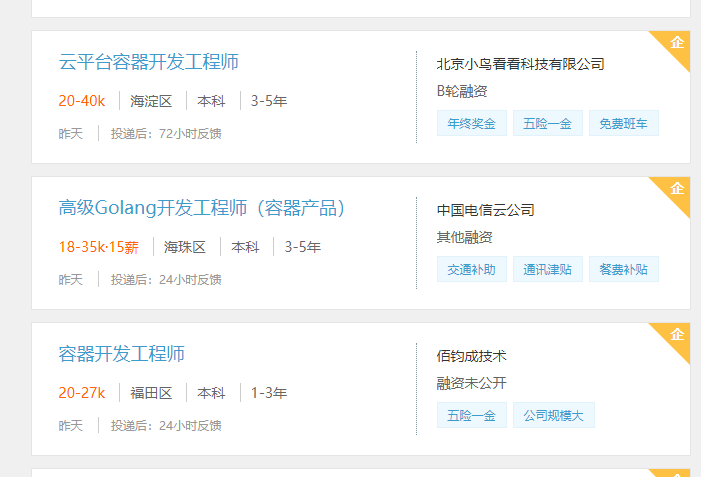 企
云平台容器开发工程师
北京小鸟看看科技有限公司
20-40k 海淀区 本科 3-5年
B轮融资
昨天 投递后：72小时反馈
年终奖金 五险一金 免费班车
企
高级Golang开发工程师（容器产品）
中国电信云公司
18-35k·15薪 海珠区 本科 3-5年
其他融资
昨天 投递后：24小时反馈
交通补助 通讯津贴 餐费补贴
企
容器开发工程师
佰钧成技术
20-27k 福田区 本科 1-3年
融资未公开
昨天 投递后：24小时反馈
五险一金 公司规模大